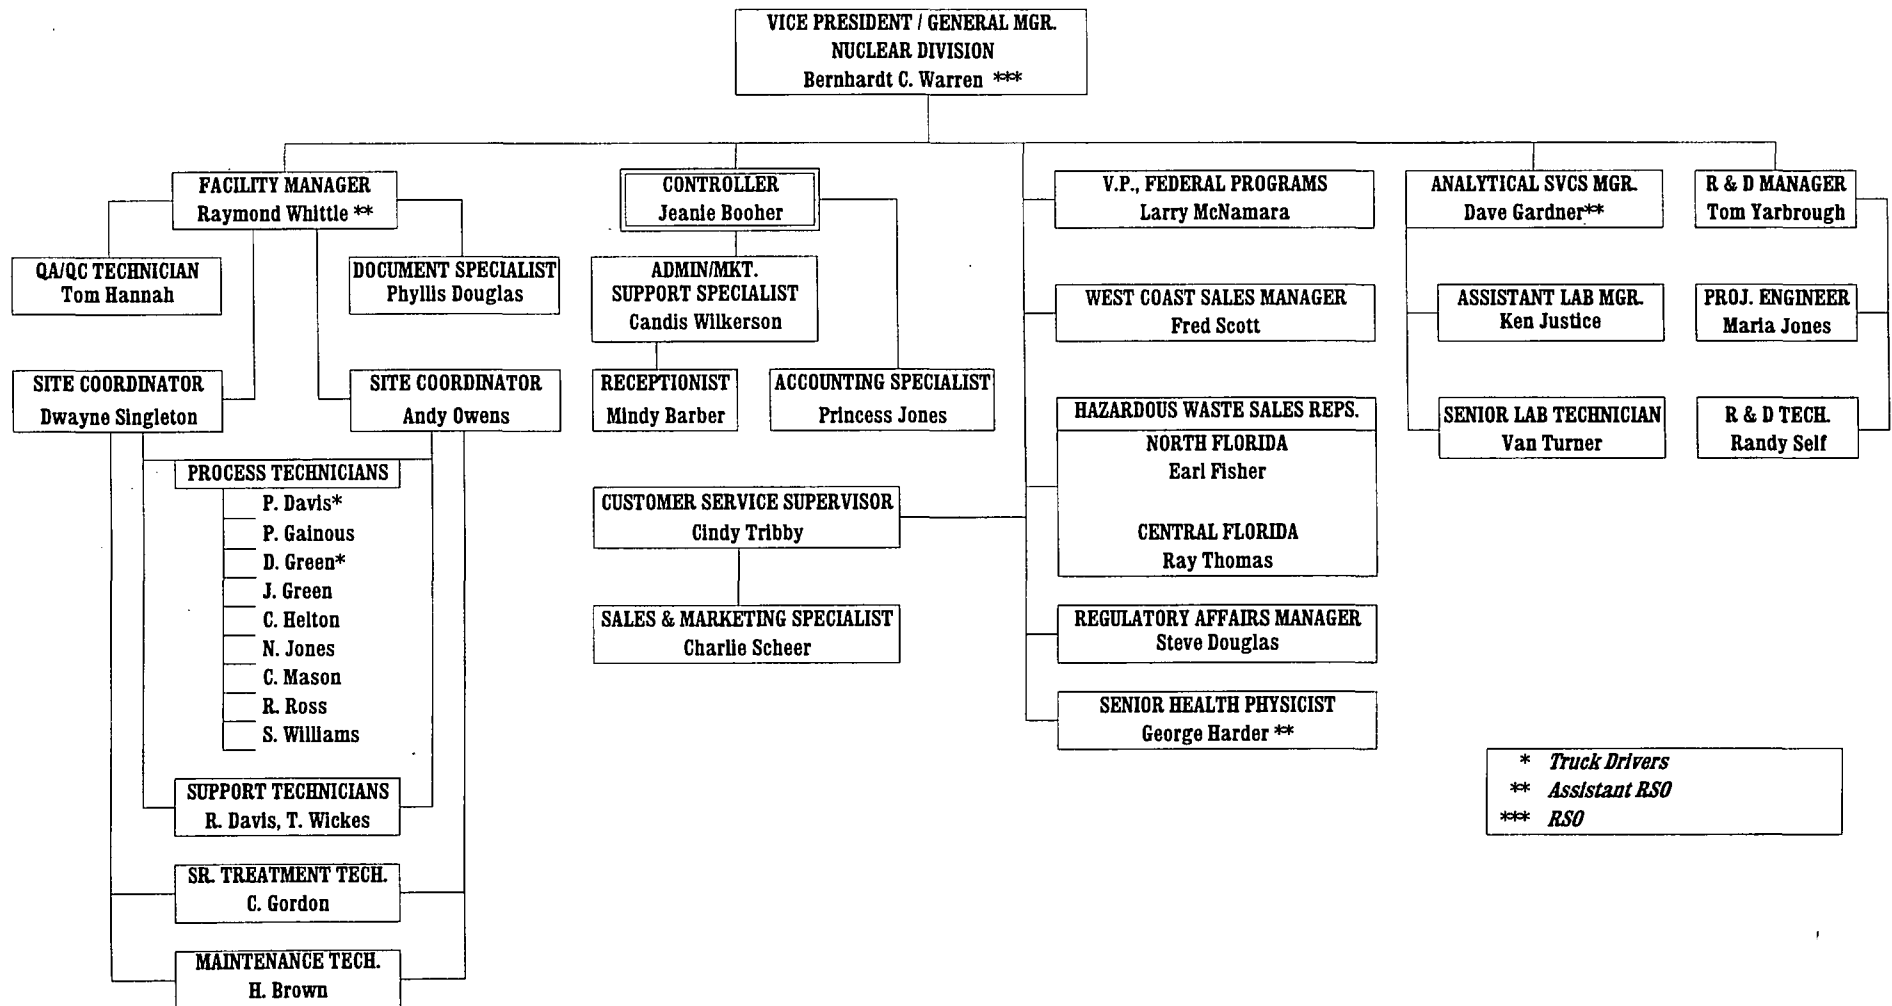 VICE PRESIDENT / GENERAL MGR.
NUCLEAR DIVISION
Bernhardt C. Warren ***
FACILITY MANAGER
Raymond Whittle **
QA/QC TECHNICIAN
Tom Hannah
DOCUMENT SPECIALIST
Phyllis Douglas
SITE COORDINATOR
Dwayne Singleton
SITE COORDINATOR
Andy Owens
PROCESS TECHNICIANS
P. Davis*
P. Gainous
D. Green*
J. Green
C. Helton
N. Jones
C. Mason
R. Ross
S. Williams
SUPPORT TECHNICIANS
R. Davis, T. Wickes
SR. TREATMENT TECH.
C. Gordon
MAINTENANCE TECH.
H. Brown
CONTROLLER
Jeanie Booher
ADMIN/MKT.
SUPPORT SPECIALIST
Candis Wilkerson
RECEPTIONIST
Mindy Barber
ACCOUNTING SPECIALIST
Princess Jones
CUSTOMER SERVICE SUPERVISOR
Cindy Tribby
SALES & MARKETING SPECIALIST
Charlie Scheer
V.P., FEDERAL PROGRAMS
Larry McNamara
WEST COAST SALES MANAGER
Fred Scott
HAZARDOUS WASTE SALES REPS.
NORTH FLORIDA
Earl Fisher
CENTRAL FLORIDA
Ray Thomas
REGULATORY AFFAIRS MANAGER
Steve Douglas
SENIOR HEALTH PHYSICIST
George Harder **
ANALYTICAL SVCS MGR.
Dave Gardner**
ASSISTANT LAB MGR.
Ken Justice
SENIOR LAB TECHNICIAN
Van Turner
R & D MANAGER
Tom Yarbrough
PROJ. ENGINEER
Maria Jones
R & D TECH.
Randy Self
* Truck Drivers
** Assistant RSO
*** RSO